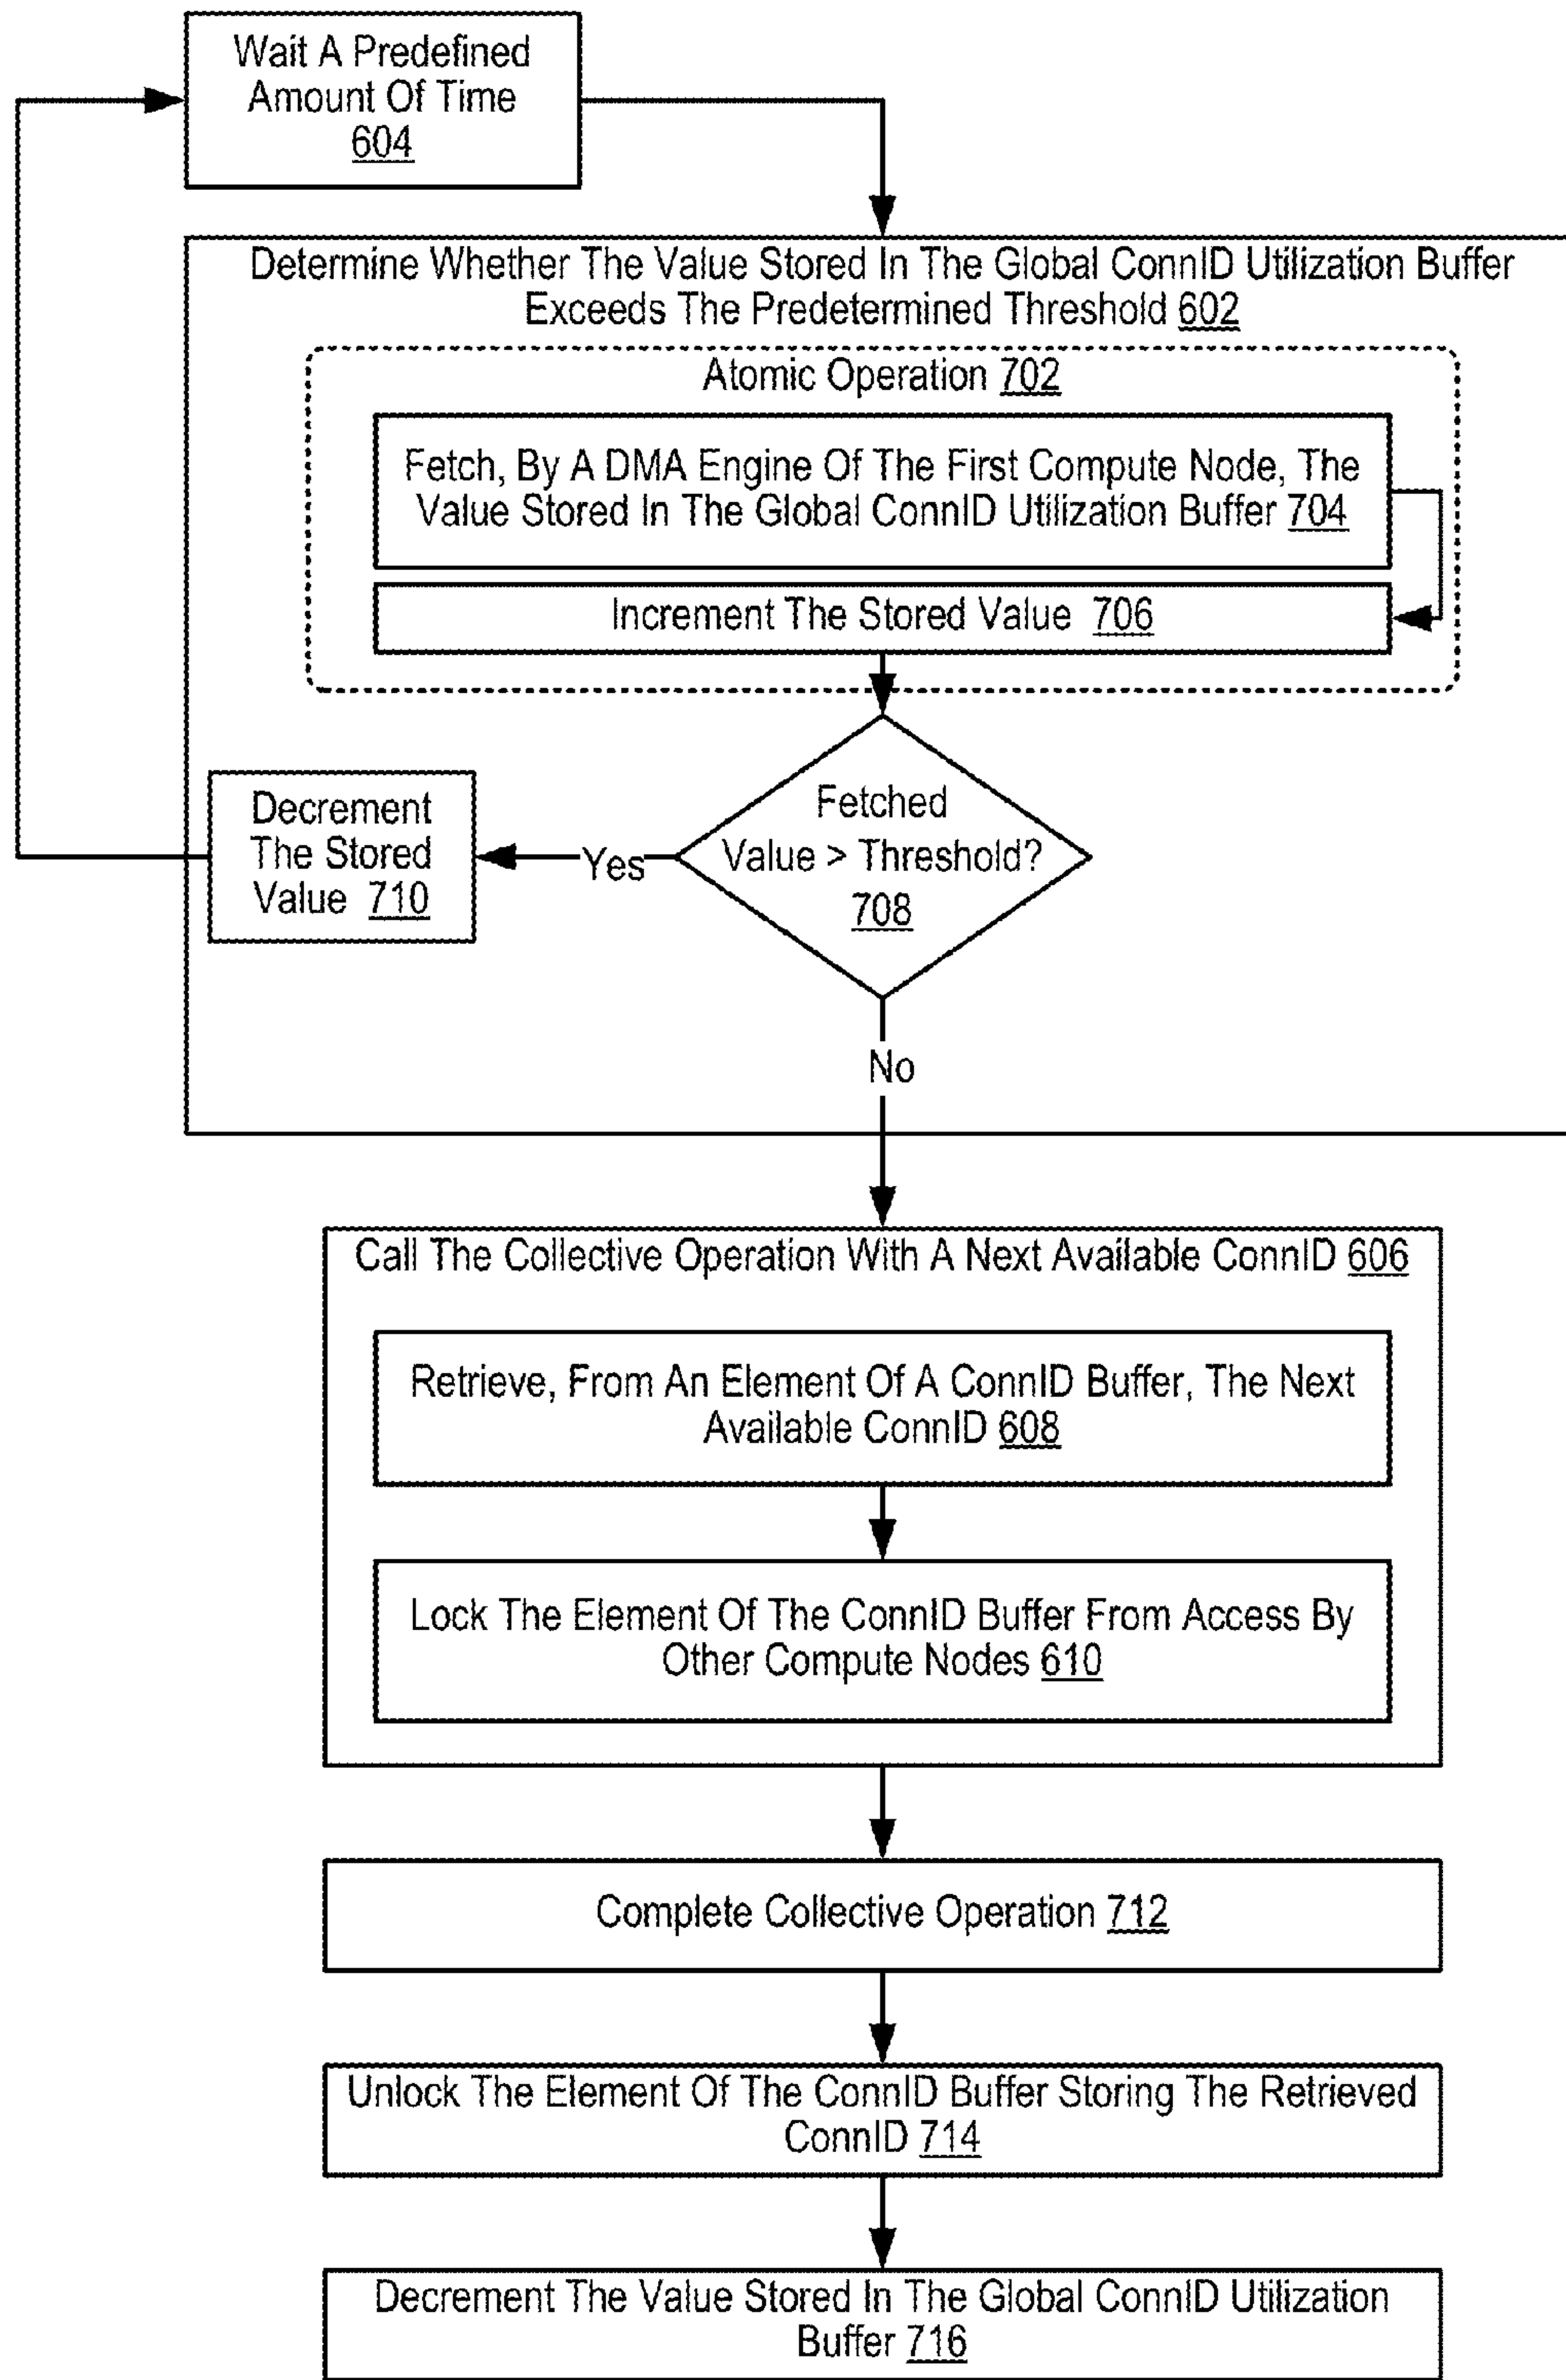 Wait A Predefined
Amount Of Time
604
Determine Whether The Value Stored In The Global ConnID Utilization Buffer
Exceeds The Predetermined Threshold 602
Atomic Operation 702
Fetch, By A DMA Engine Of The First Compute Node, The
Value Stored In The Global ConnID Utilization Buffer 704
Increment The Stored Value 706
Fetched
Value > Threshold?
708
Yes
Decrement
The Stored
Value 710
No
Call The Collective Operation With A Next Available ConnID 606
Retrieve, From An Element Of A ConnID Buffer, The Next
Available ConnID 608
Lock The Element Of The ConnID Buffer From Access By
Other Compute Nodes 610
Complete Collective Operation 712
Unlock The Element Of The ConnID Buffer Storing The Retrieved
ConnID 714
Decrement The Value Stored In The Global ConnID Utilization
Buffer 716